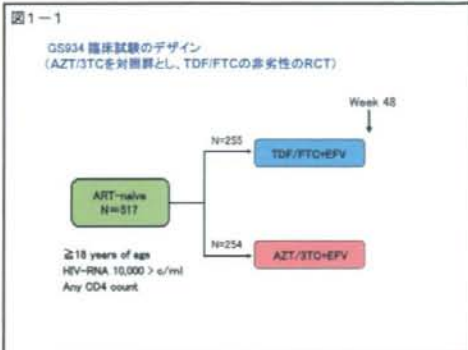 図1-1
GS934 臨床試験のデザイン
(AZT/3TCを対照群とし、TDF/FTCの非劣性のRCT)
Week 48
N=255
TDF/FTC+EFV
ART-naive
N=517
N=254
AZT/3TC+EFV
≧18 years of age
HIV-RNA 10,000 > c/ml
Any CD4 count